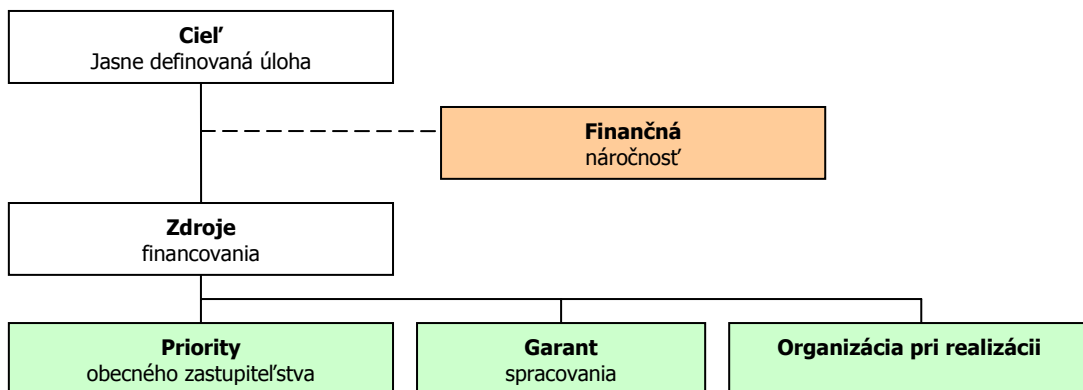 Cieľ
Jasne definovaná úloha
Finančná
náročnosť
Zdroje
financovania
Priority
obecného zastupiteľstva
Garant
spracovania
Organizácia pri realizácii